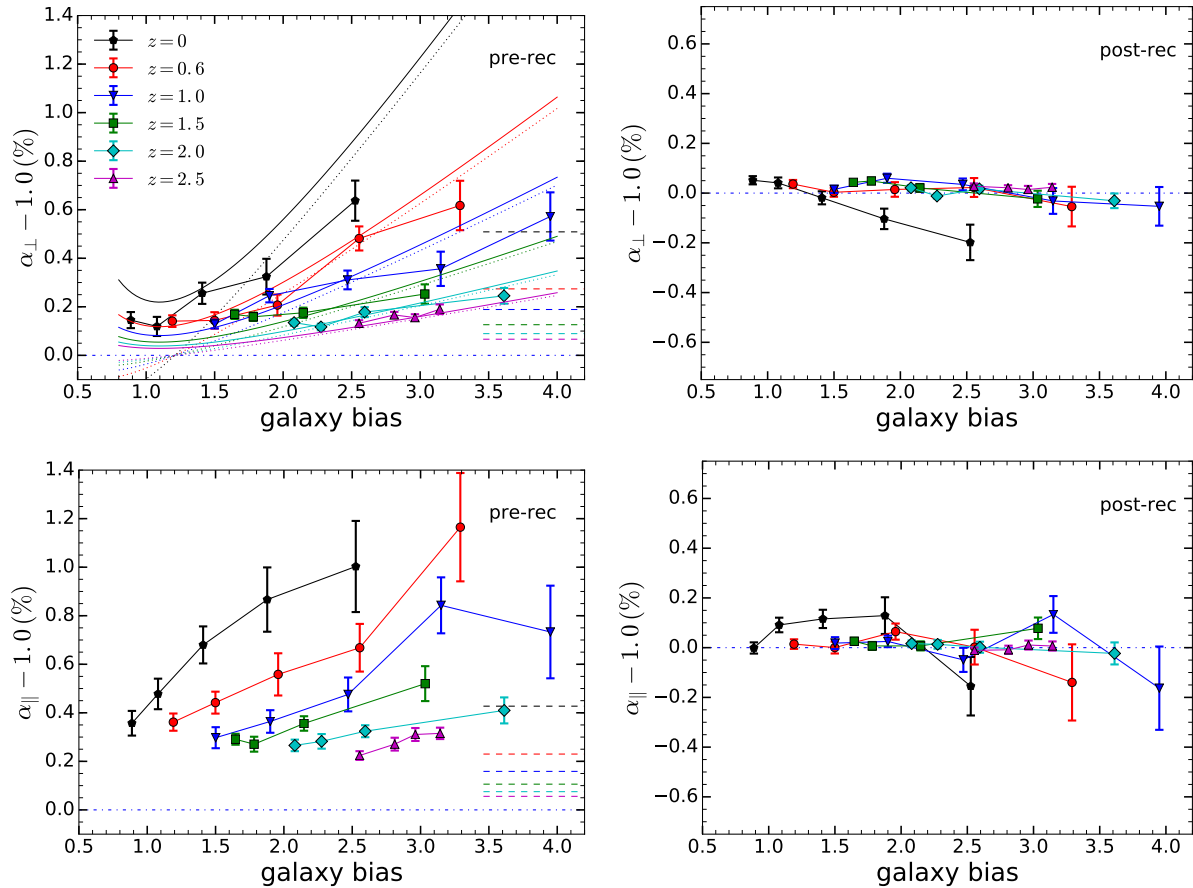 1.4
1.2
1.0
0.8
0.6
0.4
0.2
0.0
α⊥ − 1.0 (%)
pre-rec
z = 0
z = 0.6
z = 1.0
z = 1.5
z = 2.0
z = 2.5
0.5 1.0 1.5 2.0 2.5 3.0 3.5 4.0
galaxy bias
0.6
0.4
0.2
0.0
−0.2
−0.4
−0.6
α⊥ − 1.0 (%)
post-rec
0.5 1.0 1.5 2.0 2.5 3.0 3.5 4.0
galaxy bias
1.4
1.2
1.0
0.8
0.6
0.4
0.2
0.0
α|| − 1.0 (%)
pre-rec
0.5 1.0 1.5 2.0 2.5 3.0 3.5 4.0
galaxy bias
0.6
0.4
0.2
0.0
−0.2
−0.4
−0.6
α|| − 1.0 (%)
post-rec
0.5 1.0 1.5 2.0 2.5 3.0 3.5 4.0
galaxy bias